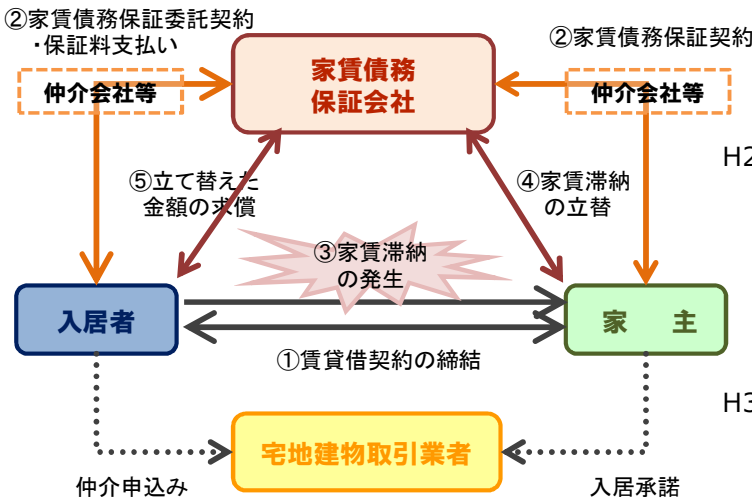 ②家賃債務保証委託契約
・保証料支払い
②家賃債務保証契約
家賃債務
保証会社
仲介会社等
仲介会社等
H2
⑤立て替えた
金額の求償
④家賃滞納
の立替
③家賃滞納
の発生
入居者
家　主
①賃貸借契約の締結
H3
宅地建物取引業者
仲介申込み
入居承諾